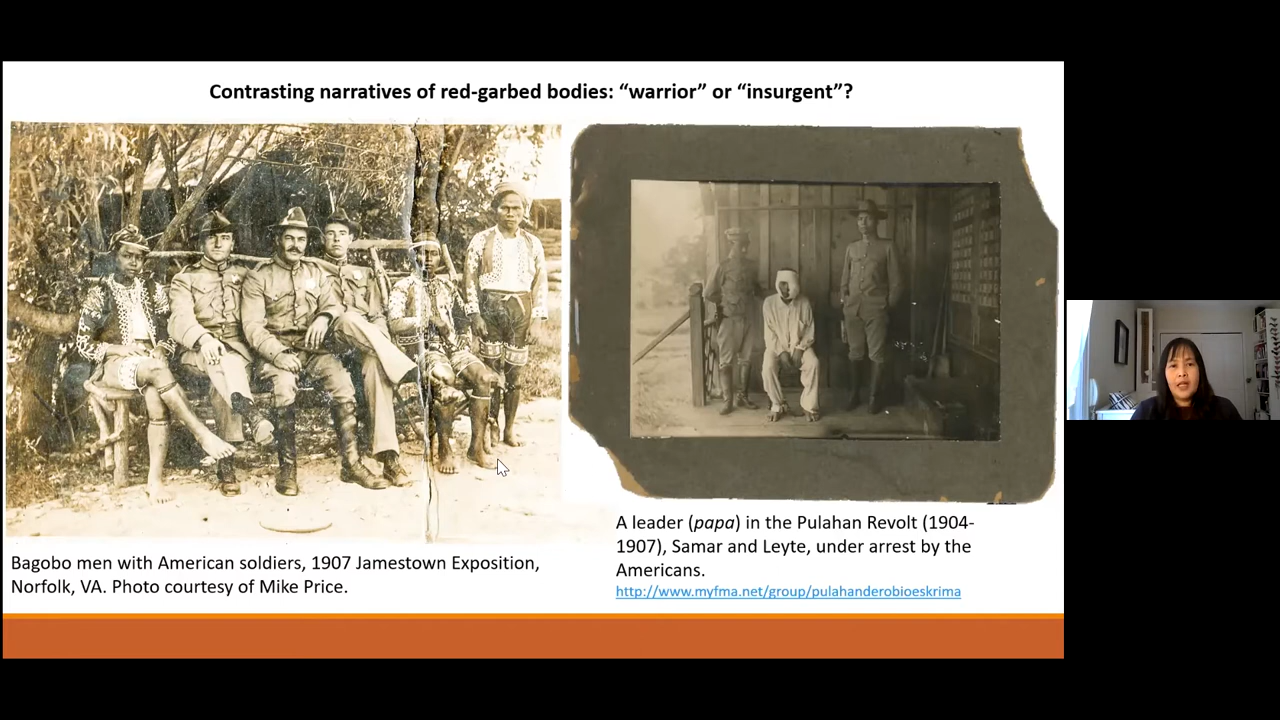 Contrasting narratives of red-garbed bodies: “warrior” or “insurgent”?
Bagobo men with American soldiers, 1907 Jamestown Exposition,
Norfolk, VA. Photo courtesy of Mike Price.
A leader (papa) in the Pulahan Revolt (1904-
1907), Samar and Leyte, under arrest by the
Americans.
http://www.myfma.net/group/pulahanderobioeskrima